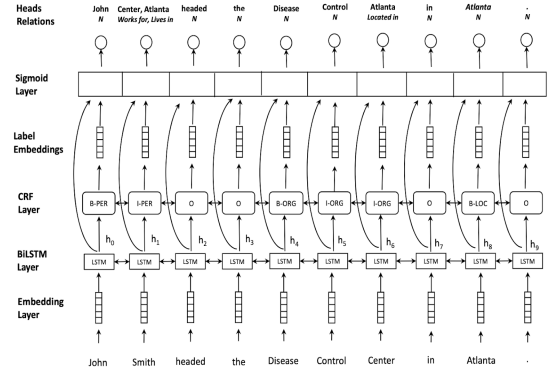 Heads John Center, Atlanta headed the Disease Control Atlanta in Atlanta .
Relations N Works for, Lives in N N N N Located in N N N
Sigmoid
Layer
Label
Embeddings
CRF
Layer B-PER I-PER O O B-ORG I-ORG I-ORG O B-LOC O
h0 h1 h2 h3 h4 h5 h6 h7 h8 h9
BiLSTM
Layer LSTM LSTM LSTM LSTM LSTM LSTM LSTM LSTM LSTM LSTM
Embedding
Layer
John Smith headed the Disease Control Center in Atlanta .